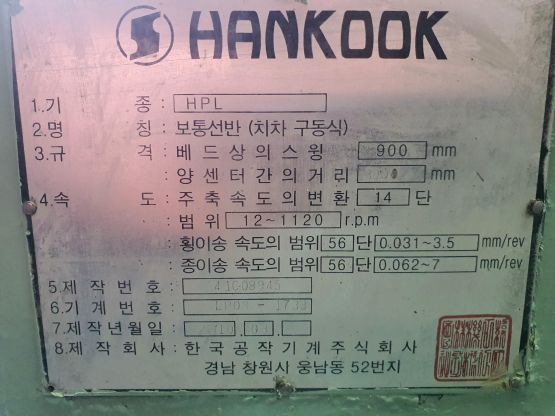 HANKOOK
1.기 종 : HPL
2.명 칭 : 보통선반 (치차 구동식)
3.규 격 : 베드상의스윙 900 mm
양센터간의거리 mm
4.속 도 : 주축속도의변환 14 단
범위 12~1120 r.p.m
횡이송 속도의 범위 56 단 0.031~3.5 mm/rev
종이송 속도의 범위 56 단 0.062~7 mm/rev
5.제 작 번 호 :
6.기 계 번 호 :
7.제작년월일 :
8.제 작 회 사 : 한국공작기계주식회사
경남 창원시 웅남동 52번지